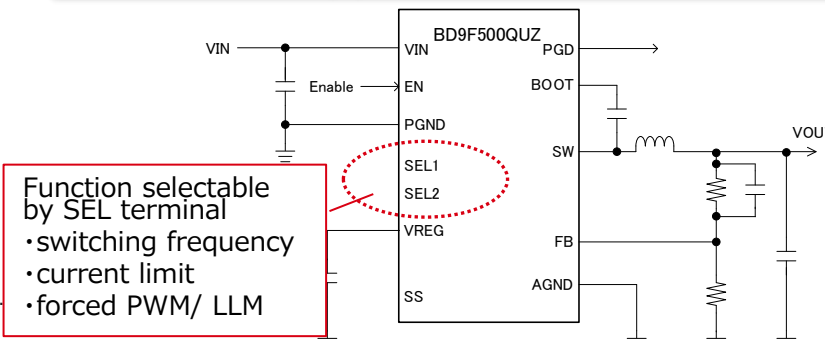 BD9F500QUZ
VIN
VIN
PGD
Enable
EN
BOOT
PGND
VOU
SW
SEL1
SEL2
Function selectable
by SEL terminal
・switching frequency
・current limit
・forced PWM/ LLM
VREG
FB
AGND
SS